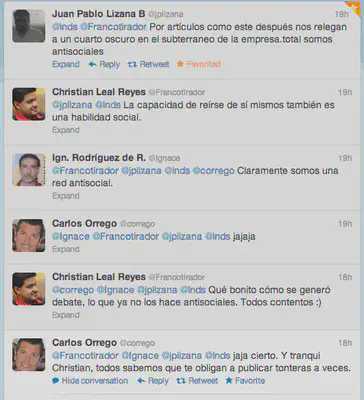 Juan Pablo Lizana B @jplizana 19h
@lnds @Francotirador Por artículos como este después nos relegan
a un cuarto oscuro en el subterraneo de la empresa.total somos
antisociales
Expand Reply Retweet Favorited
Christian Leal Reyes @Francotirador 19h
@jplizana @lnds La capacidad de reírse de sí mismos también es
una habilidad social.
Expand
Ign. Rodríguez de R. @Ignace 19h
@Francotirador @jplizana @lnds @corrego Claramente somos una
red antisocial.
Expand
Carlos Orrego @corrego 19h
@Ignace @Francotirador @jplizana @lnds jajaja
Expand
Christian Leal Reyes @Francotirador 18h
@corrego @Ignace @jplizana @lnds Qué bonito cómo se generó
debate, lo que ya no los hace antisociales. Todos contentos :)
Expand
Carlos Orrego @corrego 18h
@Francotirador @Ignace @jplizana @lnds jaja cierto. Y tranqui
Christian, todos sabemos que te obligan a publicar tonteras a veces.
Hide conversation Reply Retweet Favorite